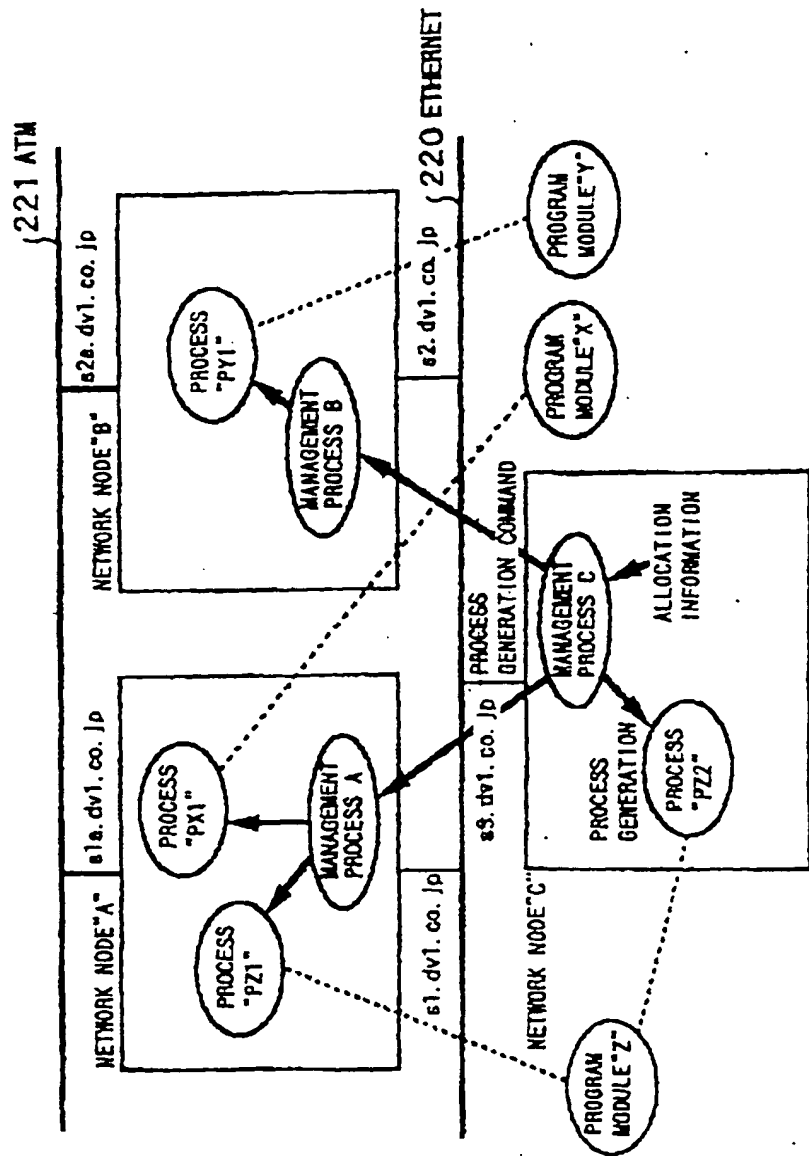 221 ATM
NETWORK NODE"A"
s1a.dv1.co.jp
NETWORK NODE"B"
s2a.dv1.co.jp
PROCESS
"PZ1"
PROCESS
"PX1"
MANAGEMENT
PROCESS A
PROCESS
"PY1"
MANAGEMENT
PROCESS B
s1.dv1.co.jp
s2.dv1.co.jp
220 ETHERNET
s3.dv1.co.jp
PROCESS
GENERATION COMMAND
NETWORK NODE"C"
PROGRAM
MODULE"Z"
PROCESS
GENERATION
MANAGEMENT
PROCESS C
PROCESS
"PZ2"
ALLOCATION
INFORMATION
PROGRAM
MODULE"X"
PROGRAM
MODULE"Y"